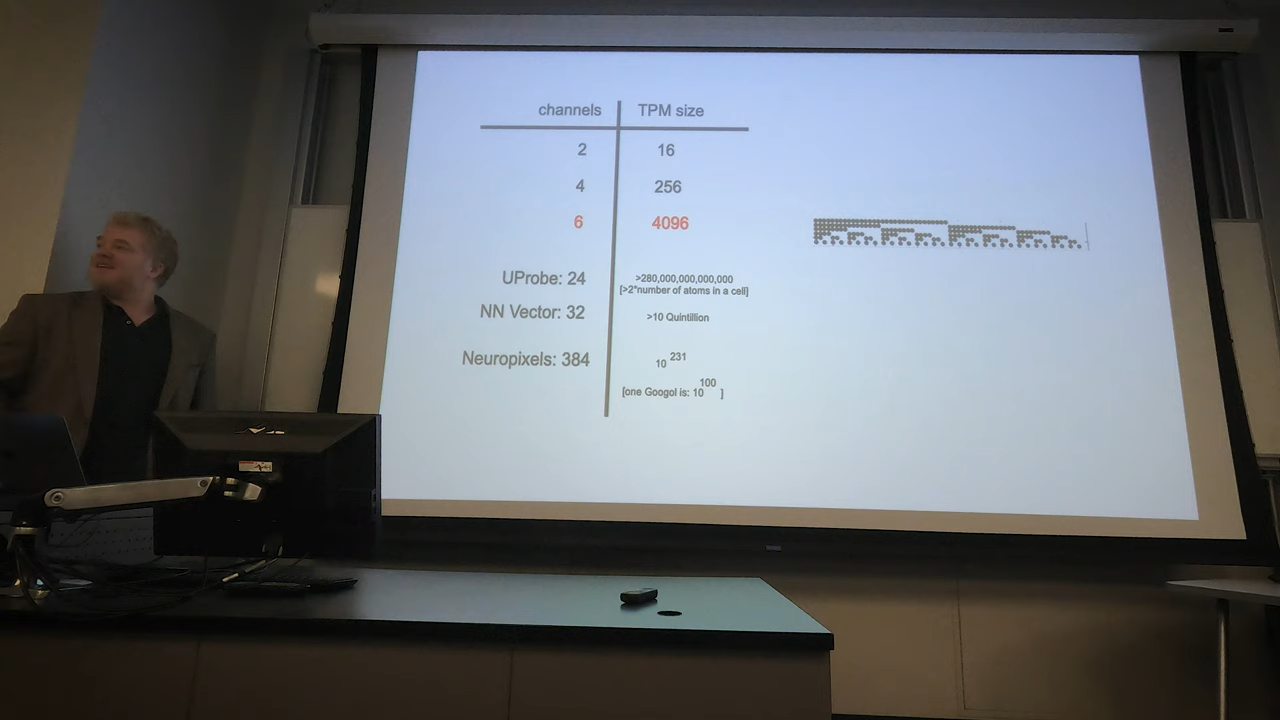 channels TPM size
2 16
4 256
6 4096
UProbe: 24 >280,000,000,000,000
[>2*number of atoms in a cell]
NN Vector: 32 >10 Quintillion
Neuropixels: 384 10 231
[one Googol is: 10 100 ]